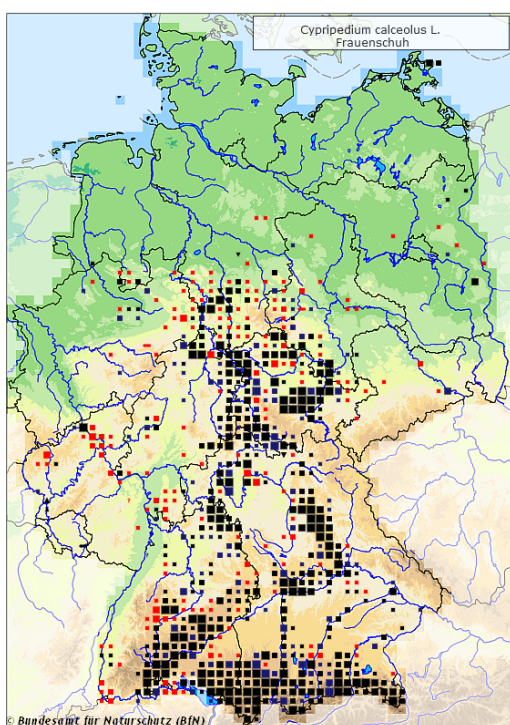 Cypripedium calceolus L.
Frauenschuh
© Bundesamt für Naturschutz (BfN)